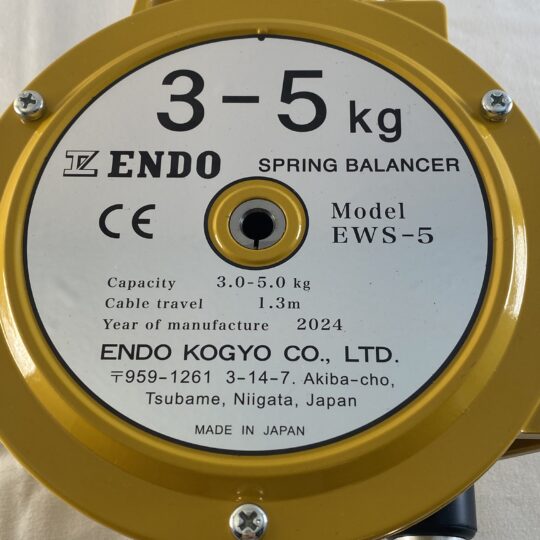 3-5 kg
ENDO SPRING BALANCER
CE Model
EWS-5
Capacity 3.0-5.0 kg
Cable travel 1.3m
Year of manufacture 2024
ENDO KOGYO CO., LTD.
〒959-1261 3-14-7. Akiba-cho,
Tsubame, Niigata, Japan
MADE IN JAPAN